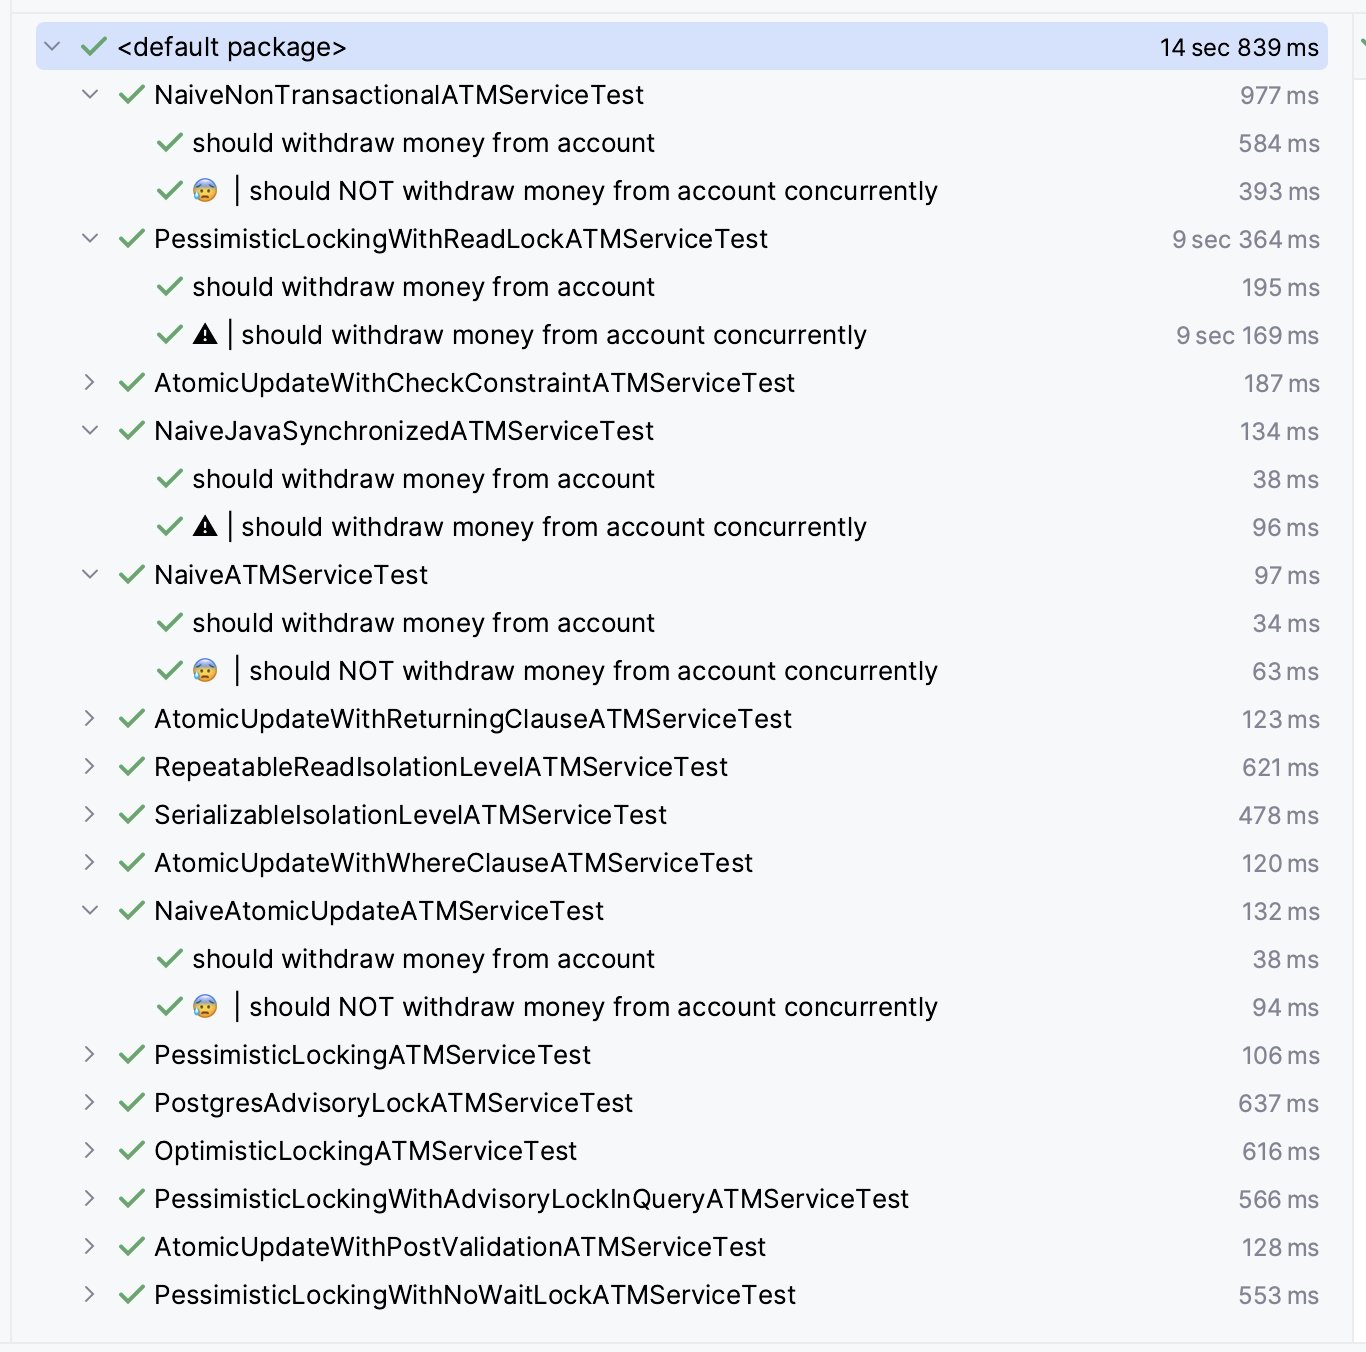 <default package> 14 sec 839 ms
NaiveNonTransactionalATMServiceTest 977 ms
should withdraw money from account 584 ms
😰 | should NOT withdraw money from account concurrently 393 ms
PessimisticLockingWithReadLockATMServiceTest 9 sec 364 ms
should withdraw money from account 195 ms
⚠ | should withdraw money from account concurrently 9 sec 169 ms
AtomicUpdateWithCheckConstraintATMServiceTest 187 ms
NaiveJavaSynchronizedATMServiceTest 134 ms
should withdraw money from account 38 ms
⚠ | should withdraw money from account concurrently 96 ms
NaiveATMServiceTest 97 ms
should withdraw money from account 34 ms
😰 | should NOT withdraw money from account concurrently 63 ms
AtomicUpdateWithReturningClauseATMServiceTest 123 ms
RepeatableReadIsolationLevelATMServiceTest 621 ms
SerializableIsolationLevelATMServiceTest 478 ms
AtomicUpdateWithWhereClauseATMServiceTest 120 ms
NaiveAtomicUpdateATMServiceTest 132 ms
should withdraw money from account 38 ms
😰 | should NOT withdraw money from account concurrently 94 ms
PessimisticLockingATMServiceTest 106 ms
PostgresAdvisoryLockATMServiceTest 637 ms
OptimisticLockingATMServiceTest 616 ms
PessimisticLockingWithAdvisoryLockInQueryATMServiceTest 566 ms
AtomicUpdateWithPostValidationATMServiceTest 128 ms
PessimisticLockingWithNoWaitLockATMServiceTest 553 ms